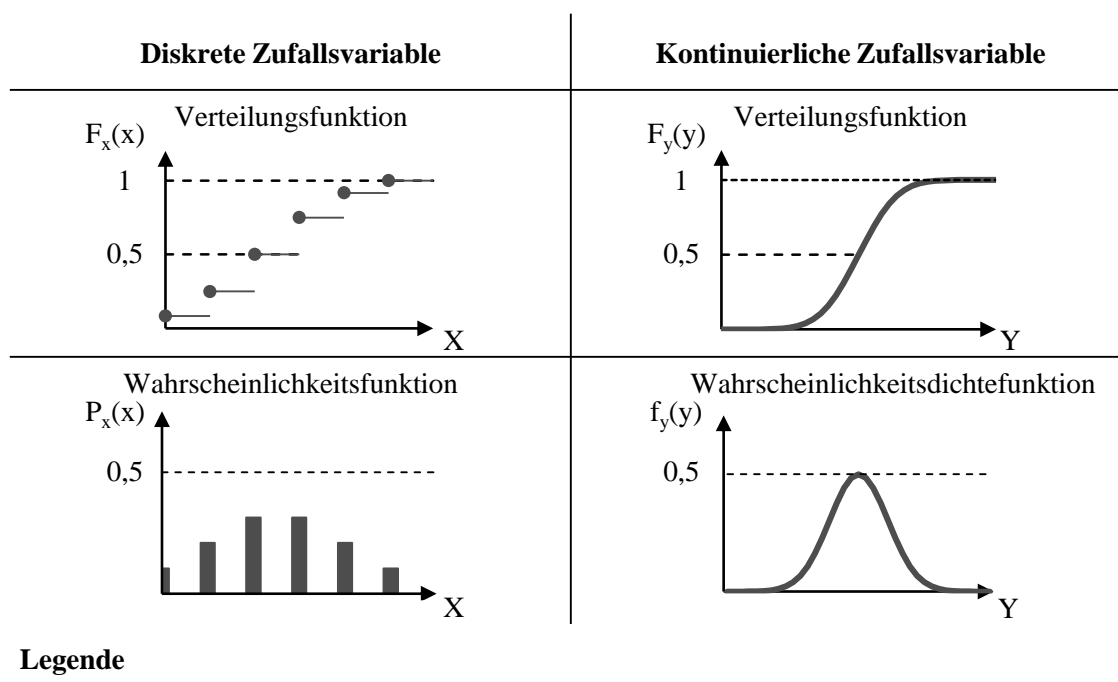 Diskrete Zufallsvariable
Kontinuierliche Zufallsvariable
Verteilungsfunktion
Fx(x)
1
0,5
X
Verteilungsfunktion
Fy(y)
1
0,5
Y
Wahrscheinlichkeitsfunktion
Px(x)
0,5
X
Wahrscheinlichkeitsdichtefunktion
fy(y)
0,5
Y
Legende